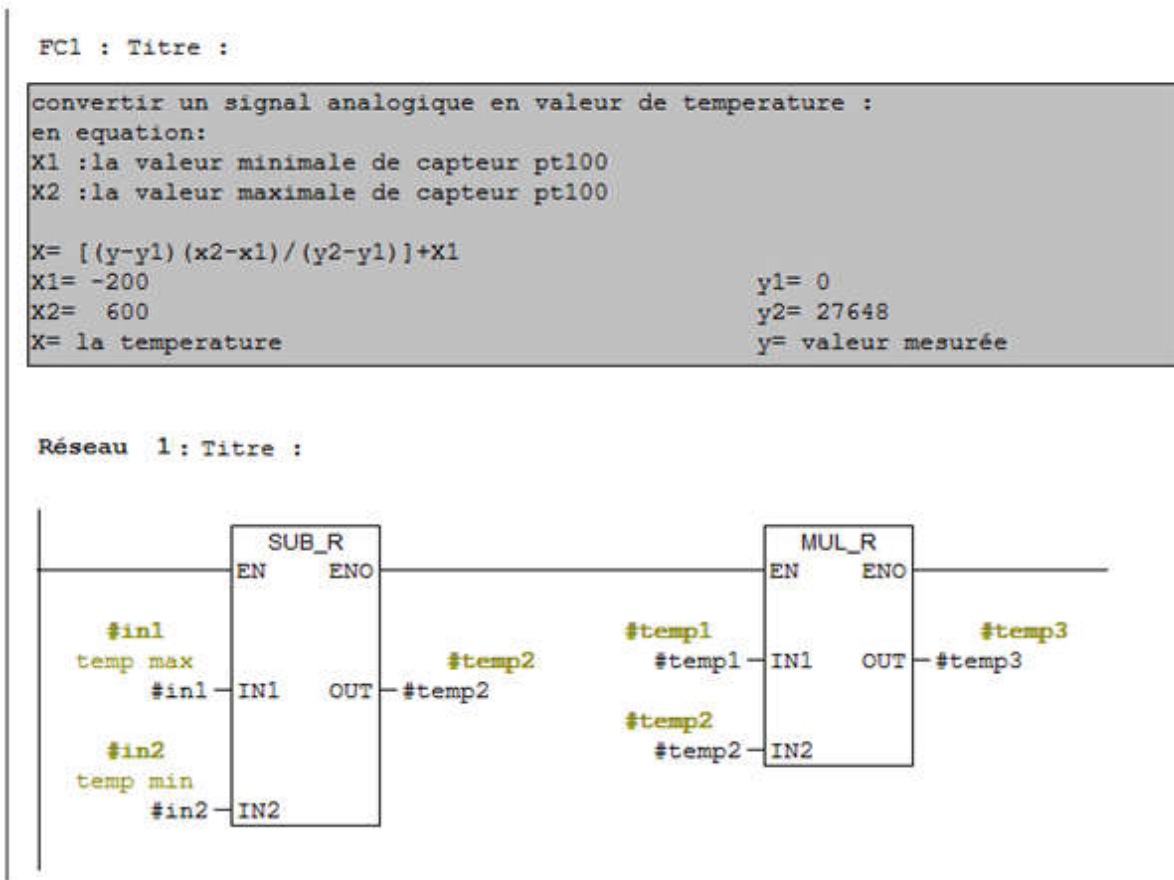 FC1 : Titre :
convertir un signal analogique en valeur de temperature :
en equation:
X1 :la valeur minimale de capteur pt100
X2 :la valeur maximale de capteur pt100
X= [(y-y1)(x2-x1)/(y2-y1)]+X1
X1= -200 y1= 0
X2= 600 y2= 27648
X= la temperature y= valeur mesurée
Réseau 1: Titre :
SUB_R MUL_R
EN ENO EN ENO
#in1 #temp1 #temp3
temp max #temp2 #temp1 IN1 OUT #temp3
#in1 IN1 OUT #temp2
#temp2
#in2 #temp2 IN2
temp min
#in2 IN2